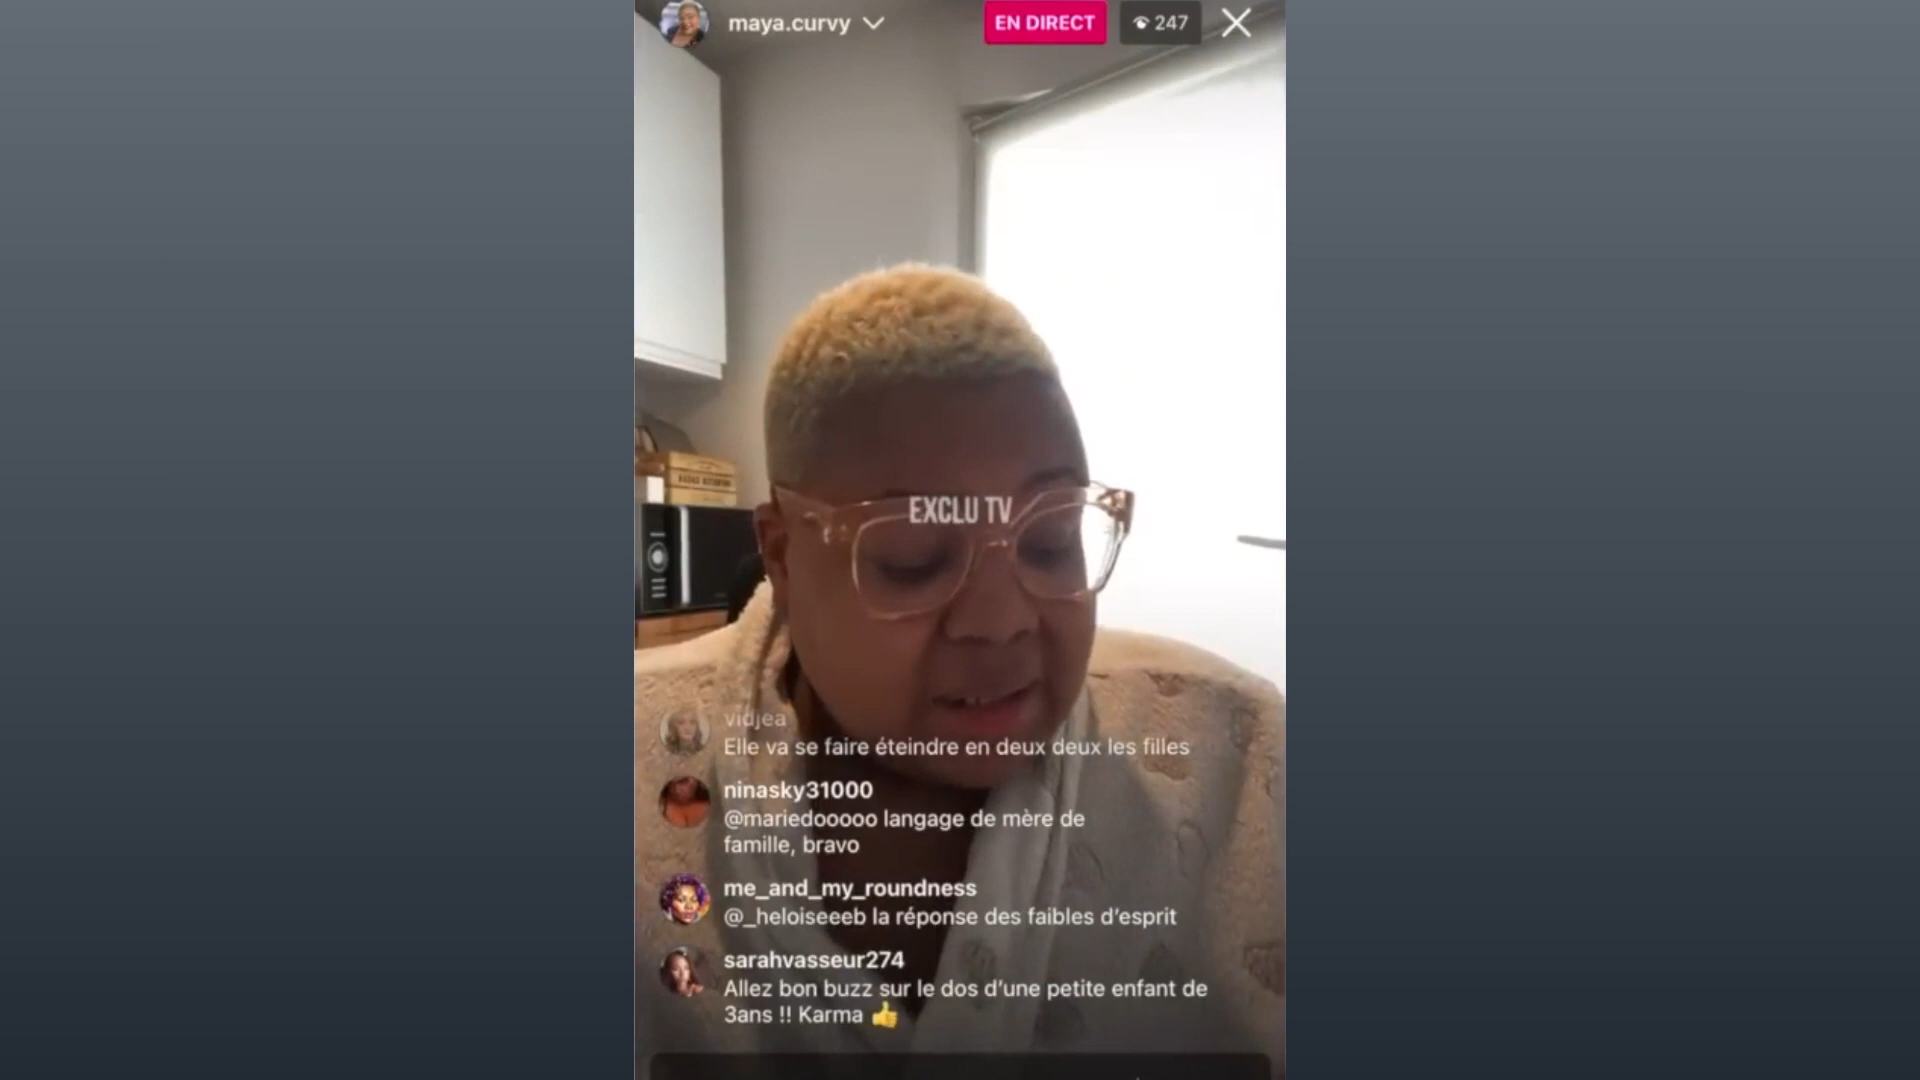 maya.curvy
EN DIRECT
247
EXCLU TV
vidjea
Elle va se faire éteindre en deux deux les filles
ninasky31000
@mariedooooo langage de mère de
famille, bravo
me_and_my_roundness
@_heloiseeeb la réponse des faibles d’esprit
sarahvasseur274
Allez bon buzz sur le dos d’une petite enfant de
3ans !! Karma 👍